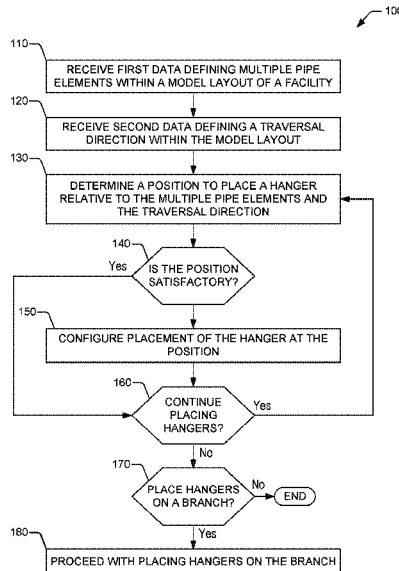 100
110
RECEIVE FIRST DATA DEFINING MULTIPLE PIPE
ELEMENTS WITHIN A MODEL LAYOUT OF A FACILITY
120
RECEIVE SECOND DATA DEFINING A TRAVERSAL
DIRECTION WITHIN THE MODEL LAYOUT
130
DETERMINE A POSITION TO PLACE A HANGER
RELATIVE TO THE MULTIPLE PIPE ELEMENTS AND
THE TRAVERSAL DIRECTION
140
Yes
IS THE POSITION
SATISFACTORY?
150
CONFIGURE PLACEMENT OF THE HANGER AT THE
POSITION
160
CONTINUE
PLACING
HANGERS?
Yes
No
170
PLACE HANGERS
ON A BRANCH?
No
END
Yes
180
PROCEED WITH PLACING HANGERS ON THE BRANCH